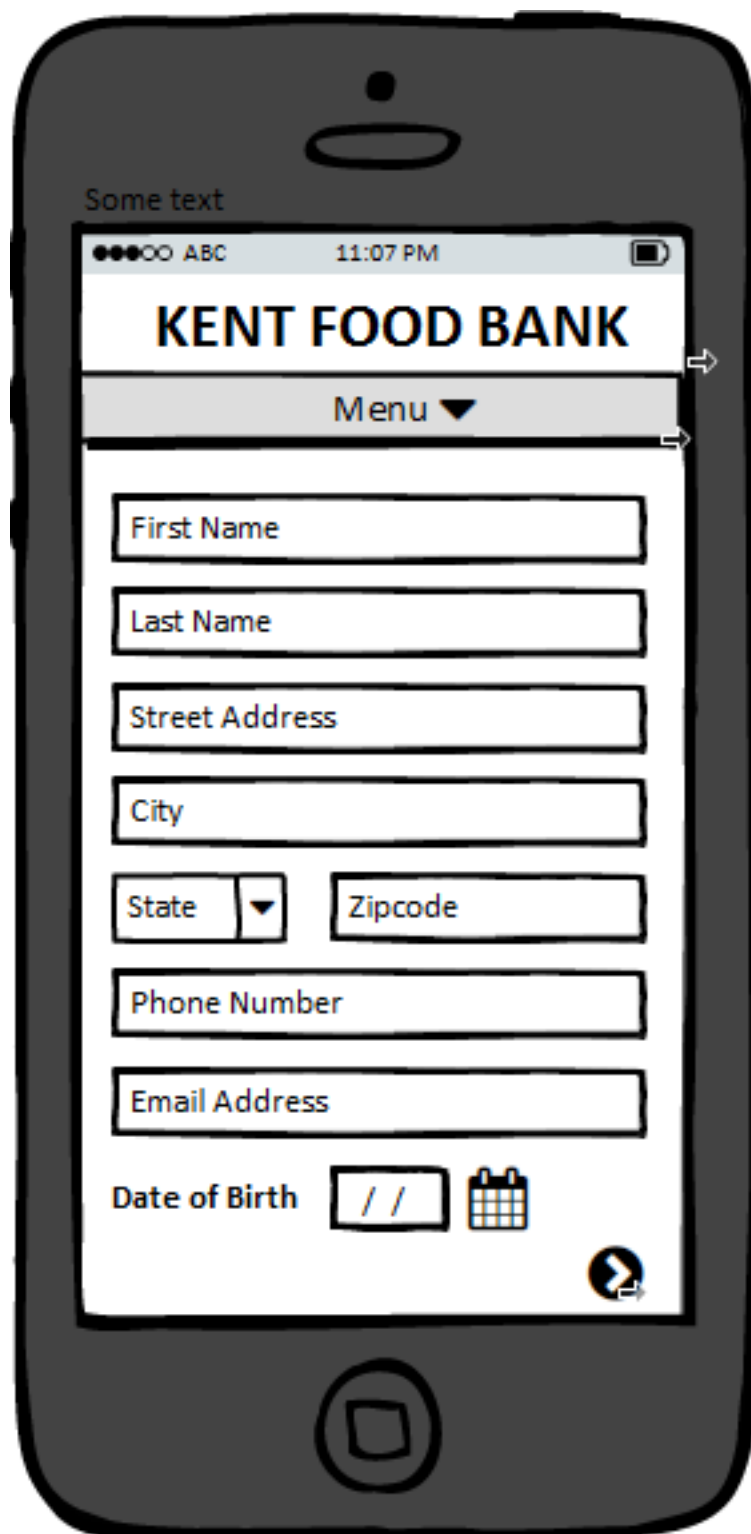 Some text
ABC 11:07 PM
KENT FOOD BANK
Menu
First Name
Last Name
Street Address
City
State Zipcode
Phone Number
Email Address
Date of Birth / /